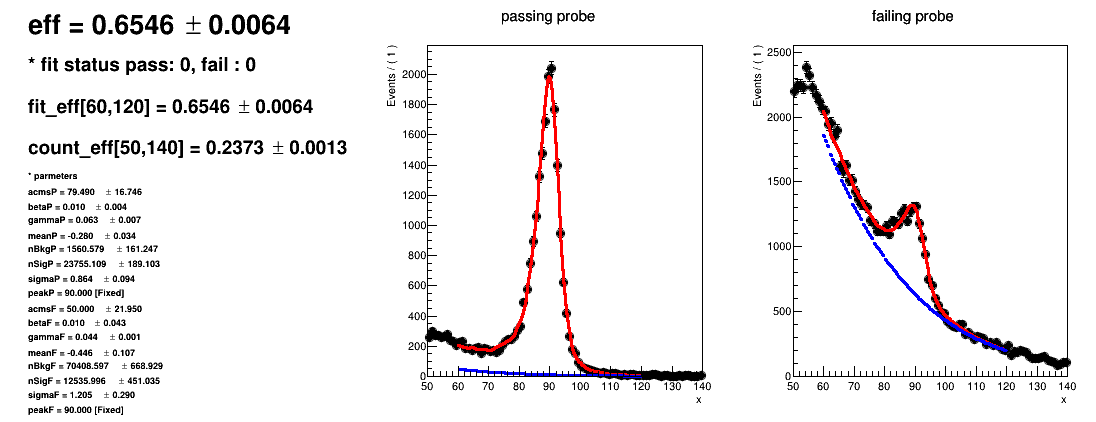 eff = 0.6546 ± 0.0064
* fit status pass: 0, fail : 0
fit_eff[60,120] = 0.6546 ± 0.0064
count_eff[50,140] = 0.2373 ± 0.0013
* parmeters
acmsP = 79.490 ± 16.746
betaP = 0.010 ± 0.004
gammaP = 0.063 ± 0.007
meanP = -0.280 ± 0.034
nBkgP = 1560.579 ± 161.247
nSigP = 23755.109 ± 189.103
sigmaP = 0.864 ± 0.094
peakP = 90.000 [Fixed]
acmsF = 50.000 ± 21.950
betaF = 0.010 ± 0.043
gammaF = 0.044 ± 0.001
meanF = -0.446 ± 0.107
nBkgF = 70408.597 ± 668.929
nSigF = 12535.996 ± 451.035
sigmaF = 1.205 ± 0.290
peakF = 90.000 [Fixed]
passing probe
Events / ( 1 )
2000
1800
1600
1400
1200
1000
800
600
400
200
0
50 60 70 80 90 100 110 120 130 140
x
failing probe
Events / ( 1 )
2500
2000
1500
1000
500
0
50 60 70 80 90 100 110 120 130 140
x